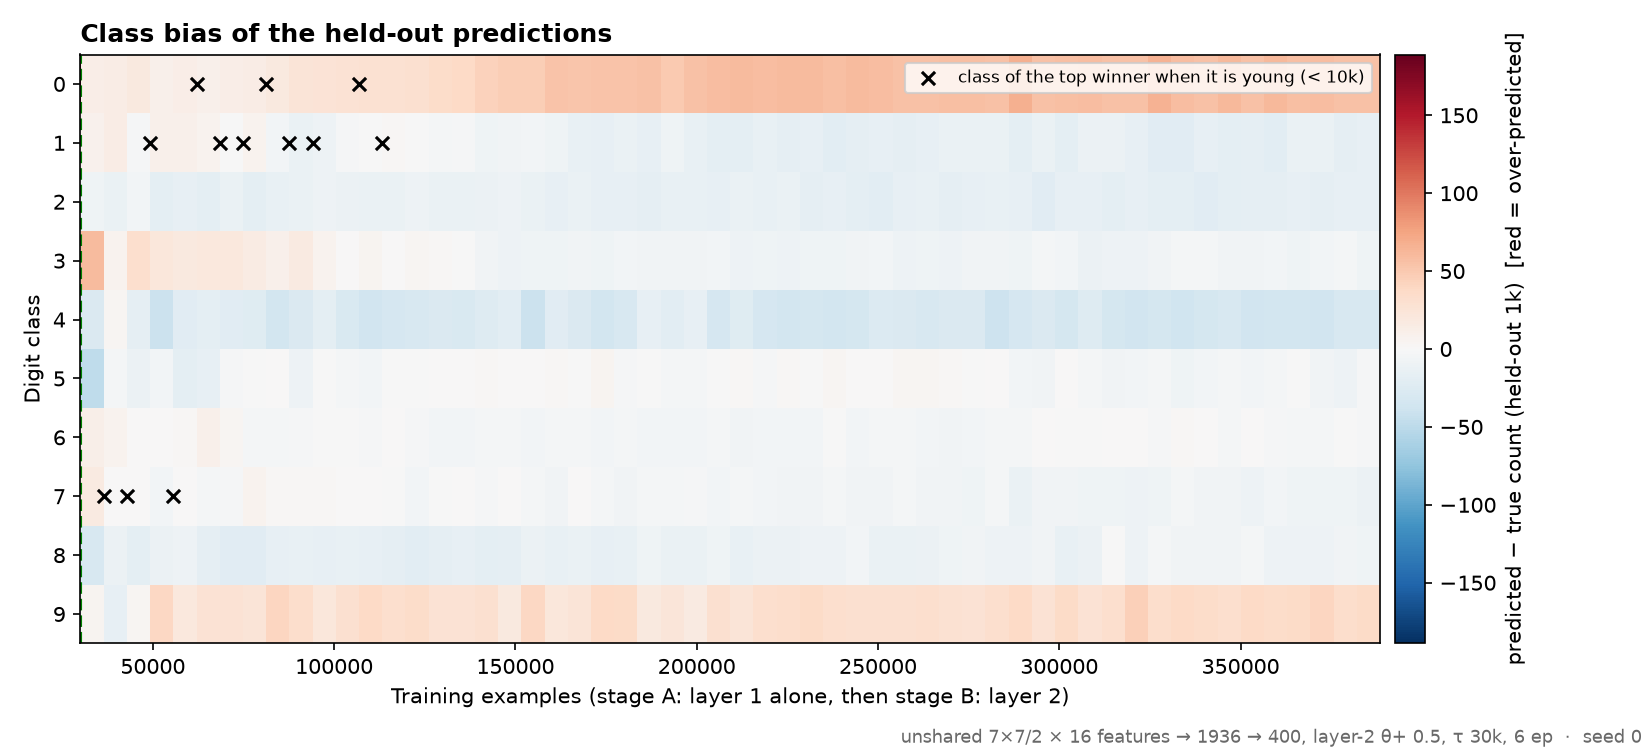 Class bias of the held-out predictions
class of the top winner when it is young (< 10k)
0
1
2
3
4
5
6
7
8
9
Digit class
50000 100000 150000 200000 250000 300000 350000
Training examples (stage A: layer 1 alone, then stage B: layer 2)
150
100
50
0
−50
−100
−150
predicted − true count (held-out 1k) [red = over-predicted]
unshared 7×7/2 × 16 features → 1936 → 400, layer-2 θ+ 0.5, τ 30k, 6 ep · seed 0